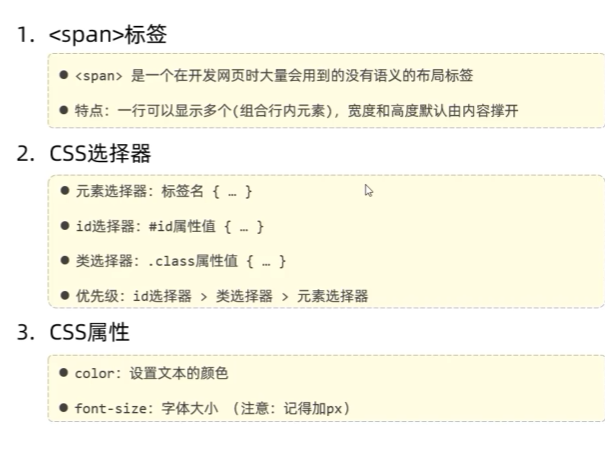 1. <span>标签
● <span> 是一个在开发网页时大量会用到的没有语义的布局标签
● 特点：一行可以显示多个(组合行内元素)，宽度和高度默认由内容撑开
2. CSS选择器
● 元素选择器：标签名 { … }
● id选择器：#id属性值 { … }
● 类选择器：.class属性值 { … }
● 优先级：id选择器 > 类选择器 > 元素选择器
3. CSS属性
● color：设置文本的颜色
● font-size：字体大小 （注意：记得加px）